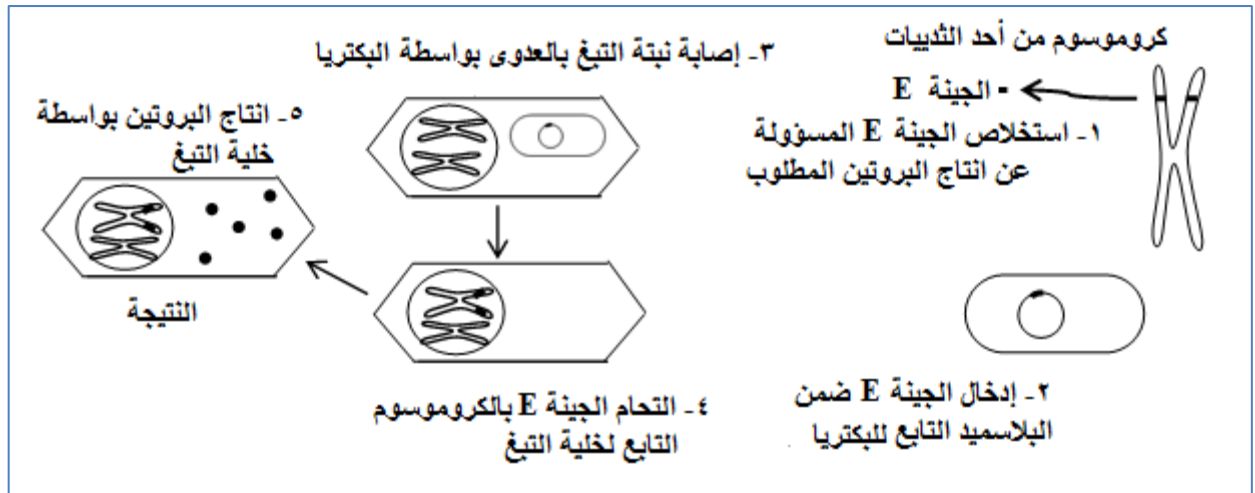 كروموسوم من أحد الثدييات
الجينة E
١- استخلاص الجينة E المسؤولة
عن انتاج البروتين المطلوب
٢- إدخال الجينة E ضمن
البلاسميد التابع للبكتريا
٣- إصابة نبتة التبغ بالعدوى بواسطة البكتريا
٤- التحام الجينة E بالكروموسوم
التابع لخلية التبغ
٥- انتاج البروتين بواسطة
خلية التبغ
النتيجة